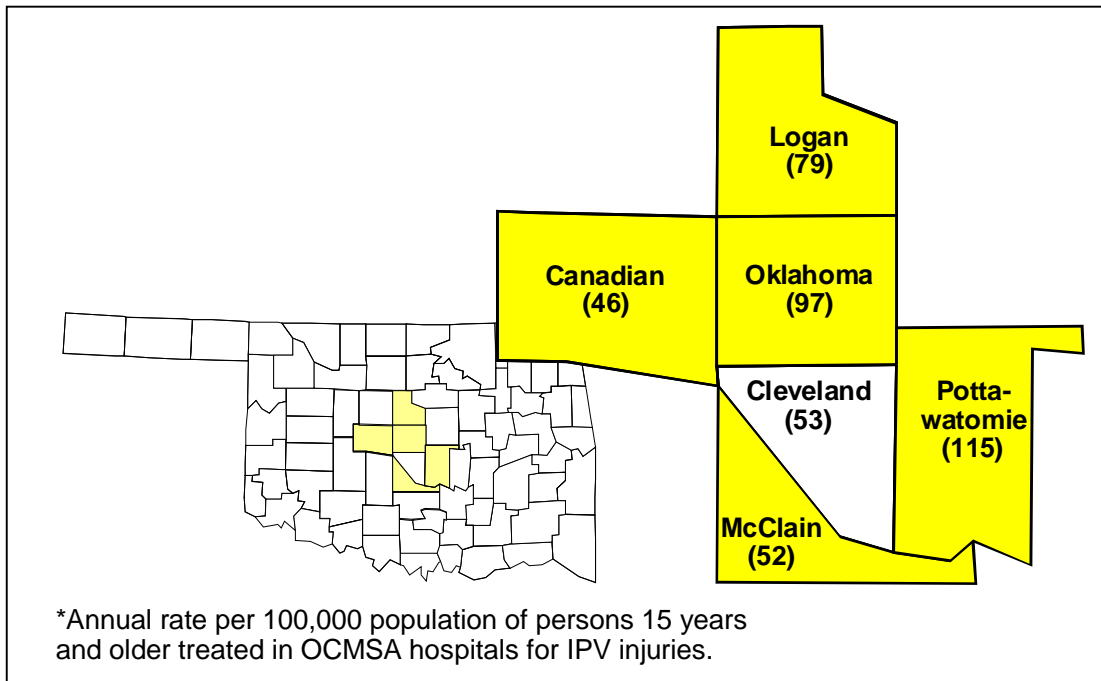 Logan
(79)
Canadian
(46)
Oklahoma
(97)
Cleveland
(53)
Potta-
watomie
(115)
McClain
(52)
*Annual rate per 100,000 population of persons 15 years
and older treated in OCMSA hospitals for IPV injuries.